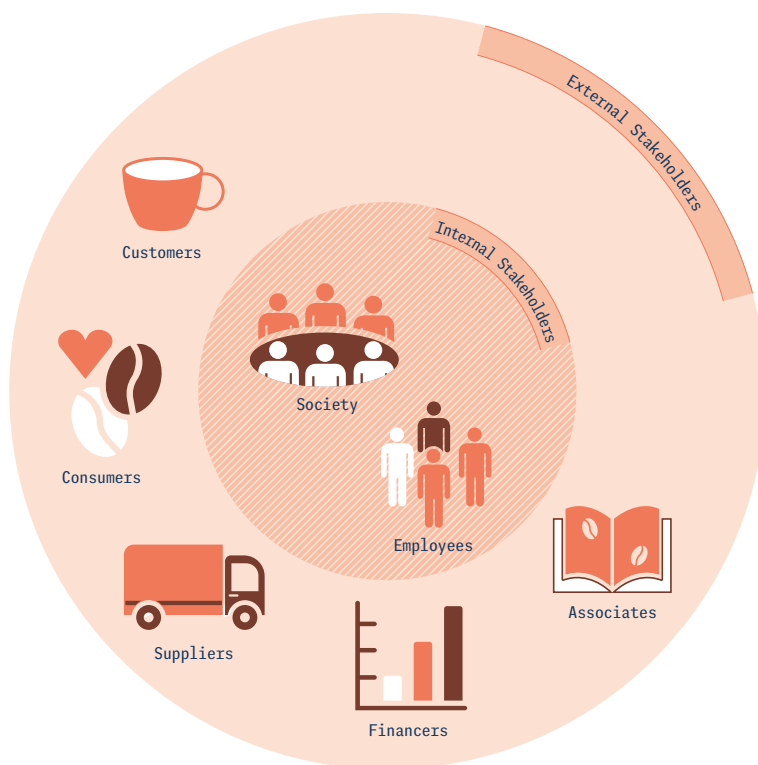 External Stakeholders
Internal Stakeholders
Customers
Society
Consumers
Employees
Associates
Suppliers
Financers